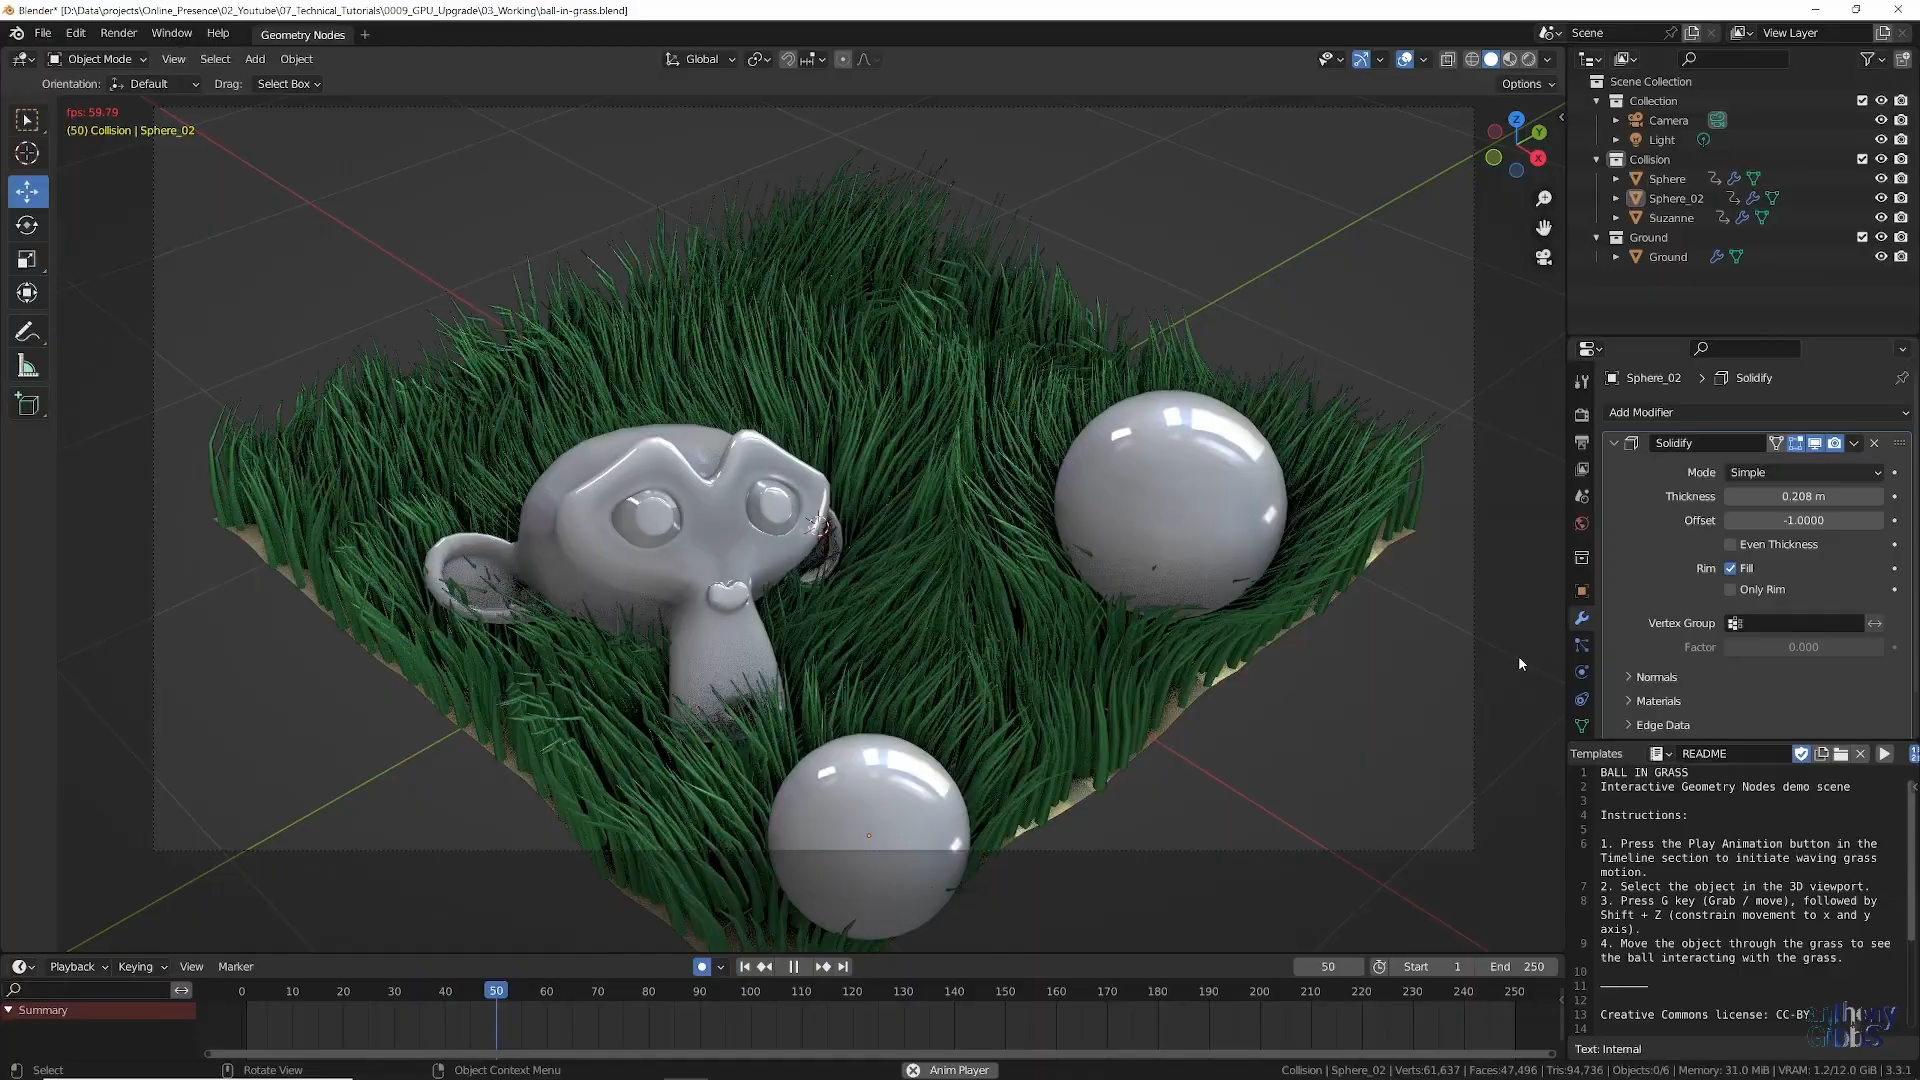 Blender* [D:\Data\projects\Online_Presence\02_Youtube\07_Technical_Tutorials\0009_GPU_Upgrade\03_Working\ball-in-grass.blend]
File Edit Render Window Help Geometry Nodes +
Scene View Layer
Object Mode View Select Add Object Global
Orientation: Default Drag: Select Box Options
fps: 59.79
(50) Collision | Sphere_02
Z
Y
X
Scene Collection
Collection
Camera
Light
Collision
Sphere
Sphere_02
Suzanne
Ground
Ground
Sphere_02 > Solidify
Add Modifier
Solidify
Mode Simple
Thickness 0.208 m
Offset -1.0000
Even Thickness
Rim Fill
Only Rim
Vertex Group
Factor 0.000
Normals
Materials
Edge Data
Templates README
1 BALL IN GRASS
2 Interactive Geometry Nodes demo scene
3
4 Instructions:
5
6 1. Press the Play Animation button in the
Timeline section to initiate waving grass
motion.
7 2. Select the object in the 3D viewport.
8 3. Press G key (Grab / move), followed by
Shift + Z (constrain movement to x and y
axis).
9 4. Move the object through the grass to see
the ball interacting with the grass.
10
11 _______
12
13 Creative Commons license: CC-BY
14
Text: Internal
Anthony
Gibbs
Playback Keying View Marker 50 Start 1 End 250
0 10 20 30 40 50 60 70 80 90 100 110 120 130 140 150 160 170 180 190 200 210 220 230 240 250
Summary
Select Rotate View Object Context Menu Anim Player Collision | Sphere_02 | Verts:61,637 | Faces:47,496 | Tris:94,736 | Objects:0/6 | Memory: 31.0 MiB | VRAM: 1.2/12.0 GiB | 3.3.1